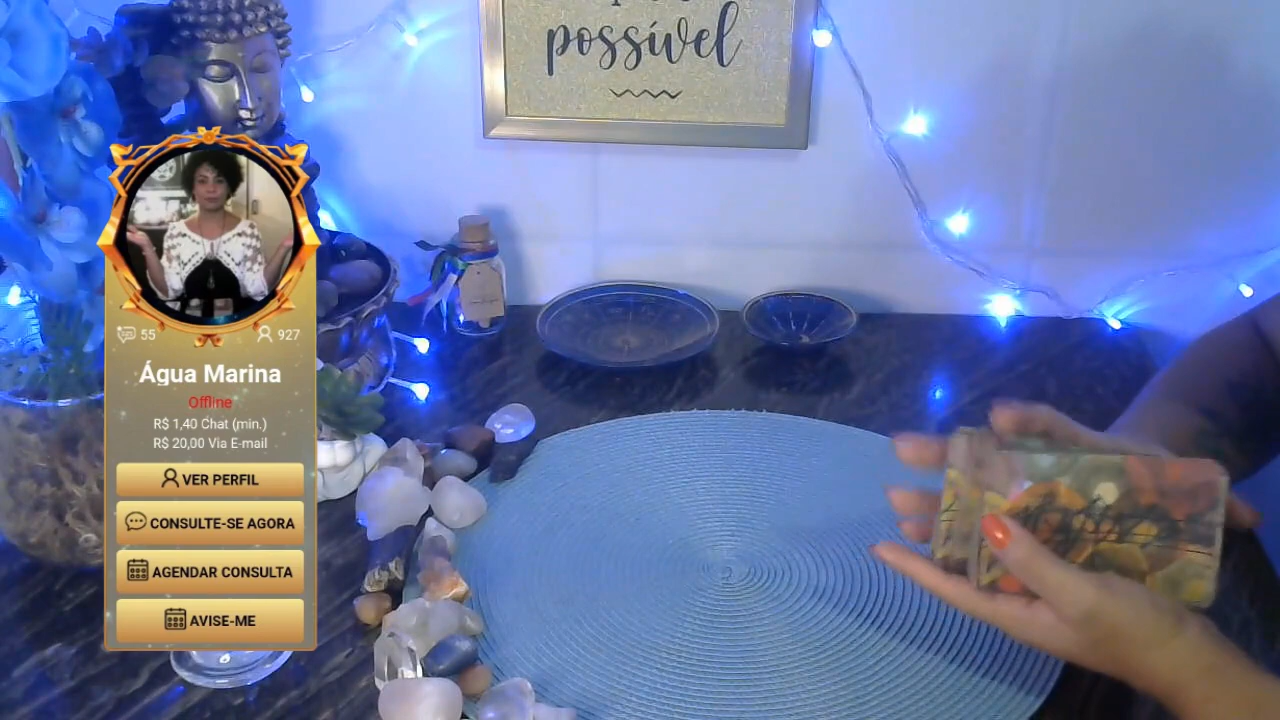 possível
55
927
Água Marina
Offline
R$ 1,40 Chat (min.)
R$ 20,00 Via E-mail
VER PERFIL
CONSULTE-SE AGORA
AGENDAR CONSULTA
AVISE-ME